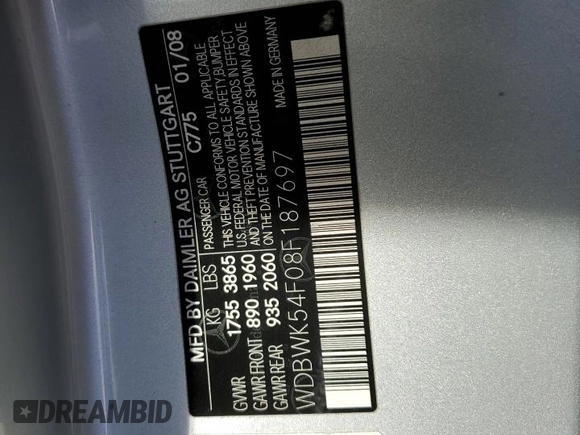 MFD BY DAIMLER AG STUTTGART
C775 01/08
KG LBS PASSENGER CAR
GVWR 1755 3865 THIS VEHICLE CONFORMS TO ALL APPLICABLE
GAWR FRONT 890 1960 U.S. FEDERAL MOTOR VEHICLE SAFETY, BUMPER,
GAWR REAR 935 2060 AND THEFT PREVENTION STANDARDS IN EFFECT
ON THE DATE OF MANUFACTURE SHOWN ABOVE
WDBWK54F08F187697
MADE IN GERMANY
DREAMBID